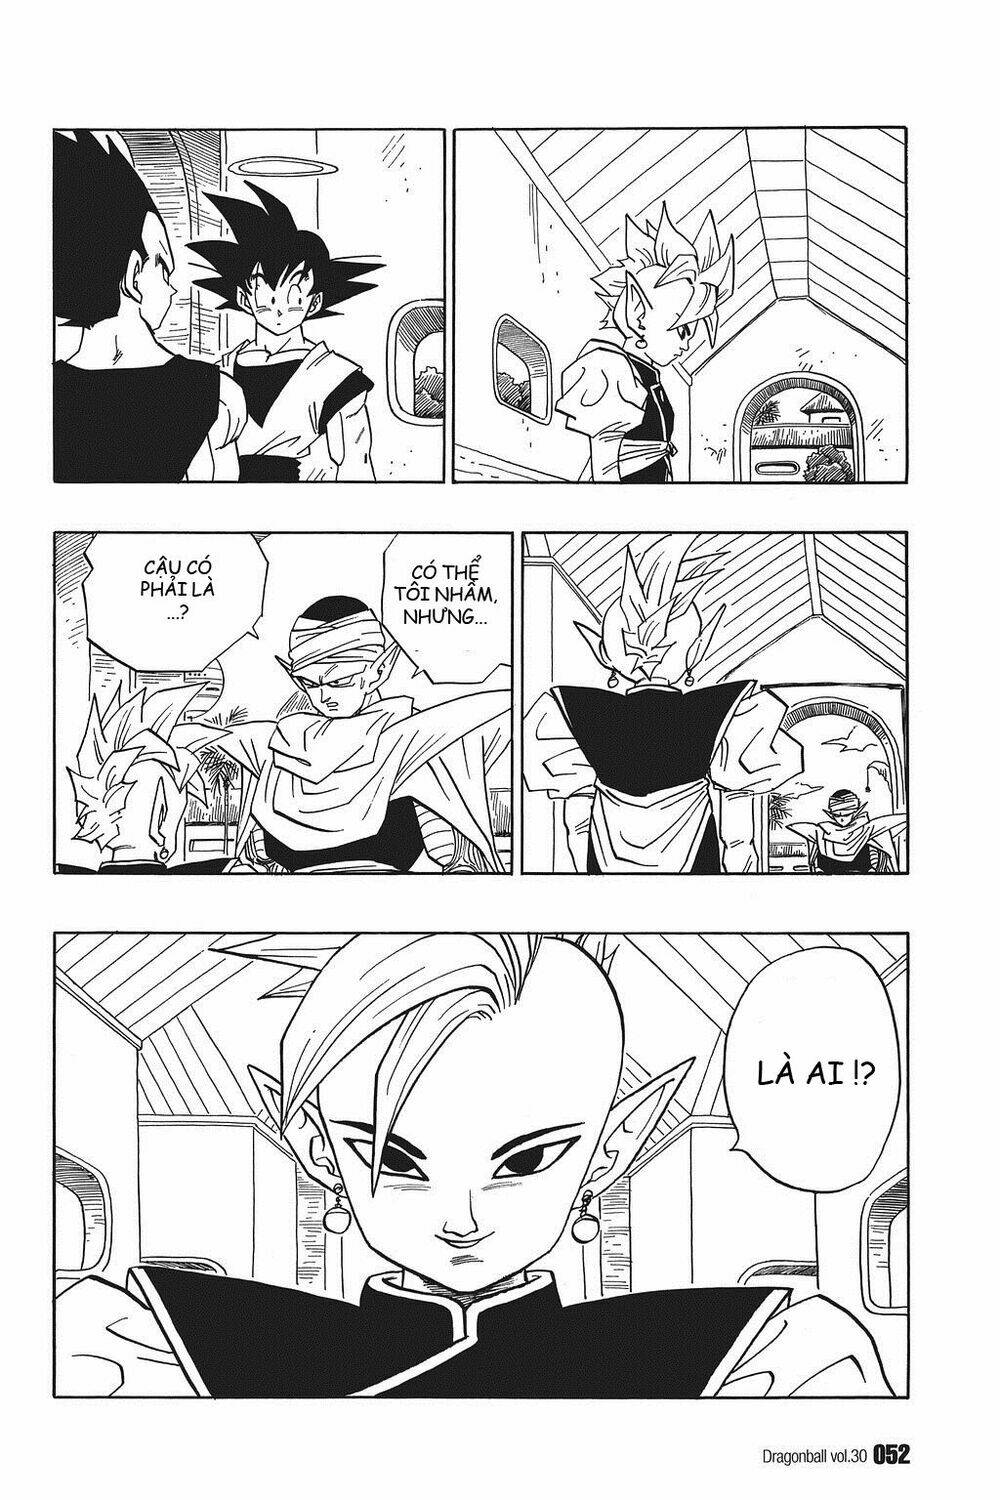 CẬU CÓ
PHẢI LÀ
...?
CÓ THỂ
TÔI NHẦM,
NHƯNG...
LÀ AI !?
Dragonball vol.30 052